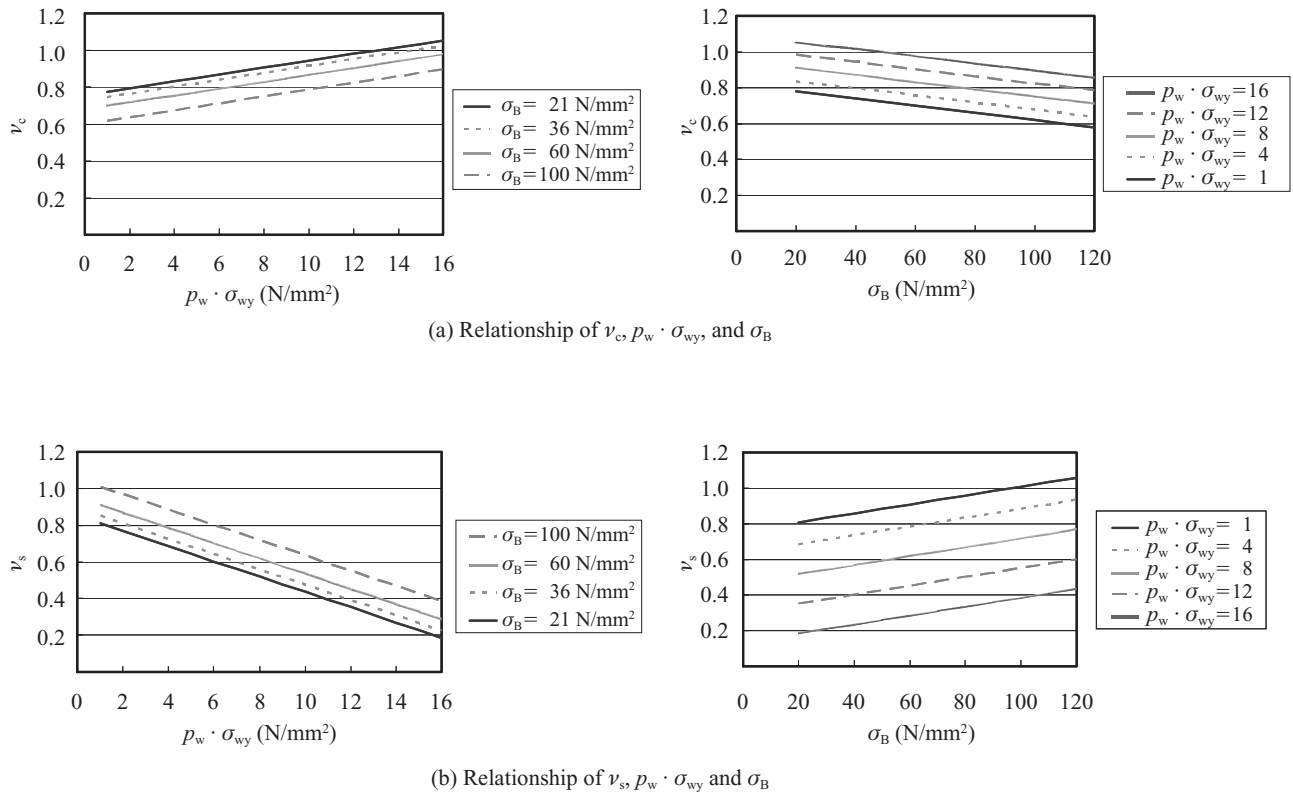 1.2
1.0
0.8
0.6
0.4
0.2
ν_c
0 2 4 6 8 10 12 14 16
p_w · σ_wy (N/mm²)
σ_B= 21 N/mm²
σ_B= 36 N/mm²
σ_B= 60 N/mm²
σ_B=100 N/mm²
1.2
1.0
0.8
0.6
0.4
0.2
ν_c
0 20 40 60 80 100 120
σ_B (N/mm²)
p_w · σ_wy=16
p_w · σ_wy=12
p_w · σ_wy= 8
p_w · σ_wy= 4
p_w · σ_wy= 1
(a) Relationship of ν_c, p_w · σ_wy, and σ_B
1.2
1.0
0.8
0.6
0.4
0.2
ν_s
0 2 4 6 8 10 12 14 16
p_w · σ_wy (N/mm²)
σ_B=100 N/mm²
σ_B= 60 N/mm²
σ_B= 36 N/mm²
σ_B= 21 N/mm²
1.2
1.0
0.8
0.6
0.4
0.2
ν_s
0 20 40 60 80 100 120
σ_B (N/mm²)
p_w · σ_wy= 1
p_w · σ_wy= 4
p_w · σ_wy= 8
p_w · σ_wy=12
p_w · σ_wy=16
(b) Relationship of ν_s, p_w · σ_wy and σ_B